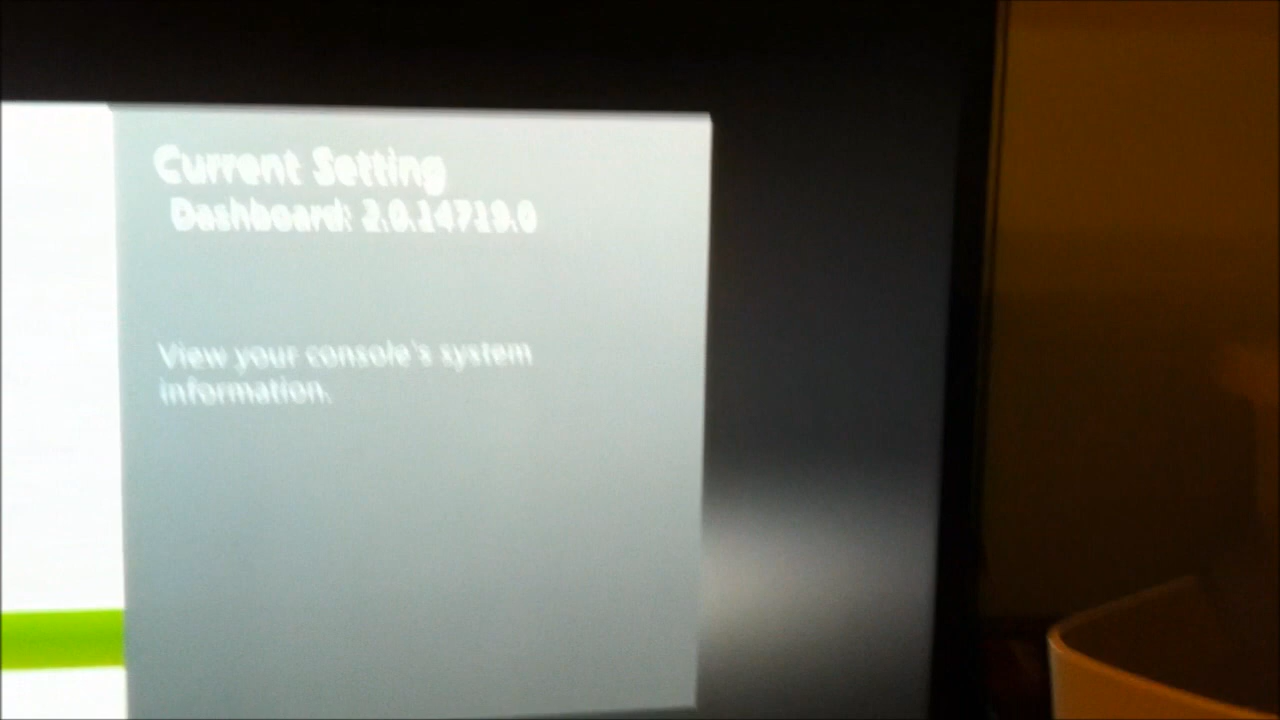 Current Setting
Dashboard: 2.0.14719.0
View your console's system
information.